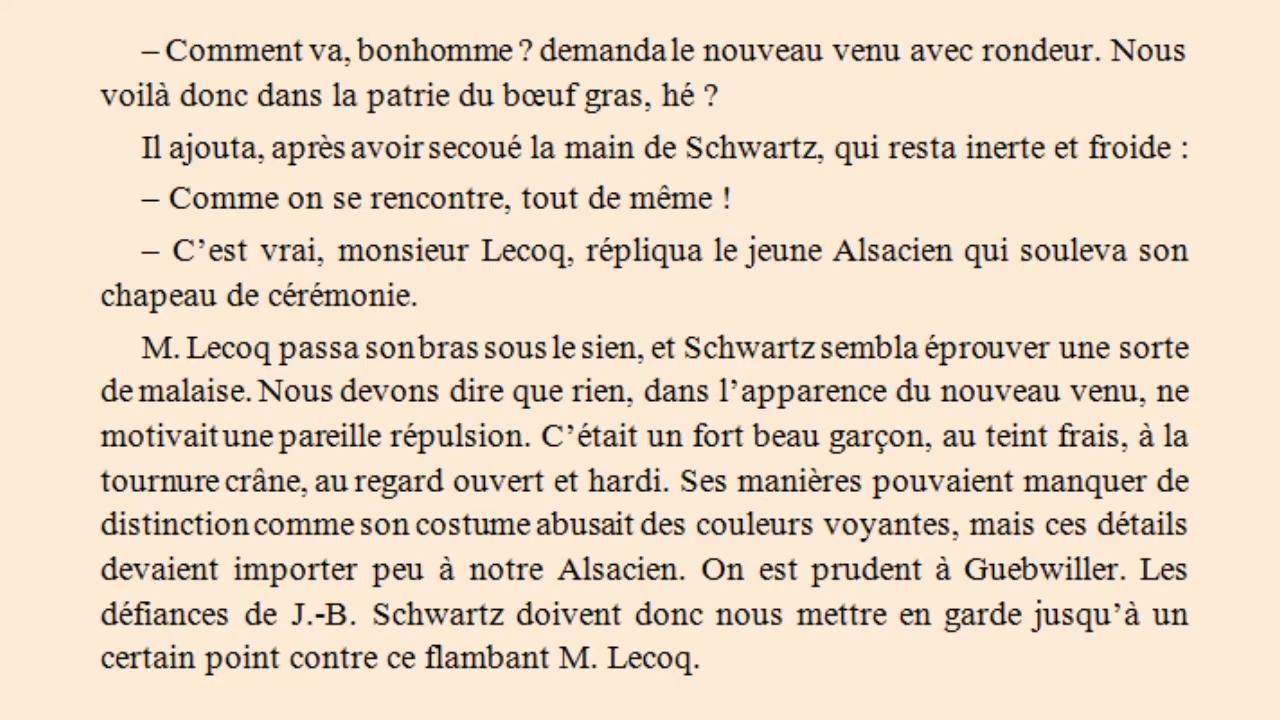 – Comment va, bonhomme ? demanda le nouveau venu avec rondeur. Nous
voilà donc dans la patrie du bœuf gras, hé ?
Il ajouta, après avoir secoué la main de Schwartz, qui resta inerte et froide :
– Comme on se rencontre, tout de même !
– C’est vrai, monsieur Lecoq, répliqua le jeune Alsacien qui souleva son
chapeau de cérémonie.
M. Lecoq passa son bras sous le sien, et Schwartz sembla éprouver une sorte
de malaise. Nous devons dire que rien, dans l’apparence du nouveau venu, ne
motivait une pareille répulsion. C’était un fort beau garçon, au teint frais, à la
tournure crâne, au regard ouvert et hardi. Ses manières pouvaient manquer de
distinction comme son costume abusait des couleurs voyantes, mais ces détails
devaient importer peu à notre Alsacien. On est prudent à Guebwiller. Les
défiances de J.-B. Schwartz doivent donc nous mettre en garde jusqu’à un
certain point contre ce flambant M. Lecoq.